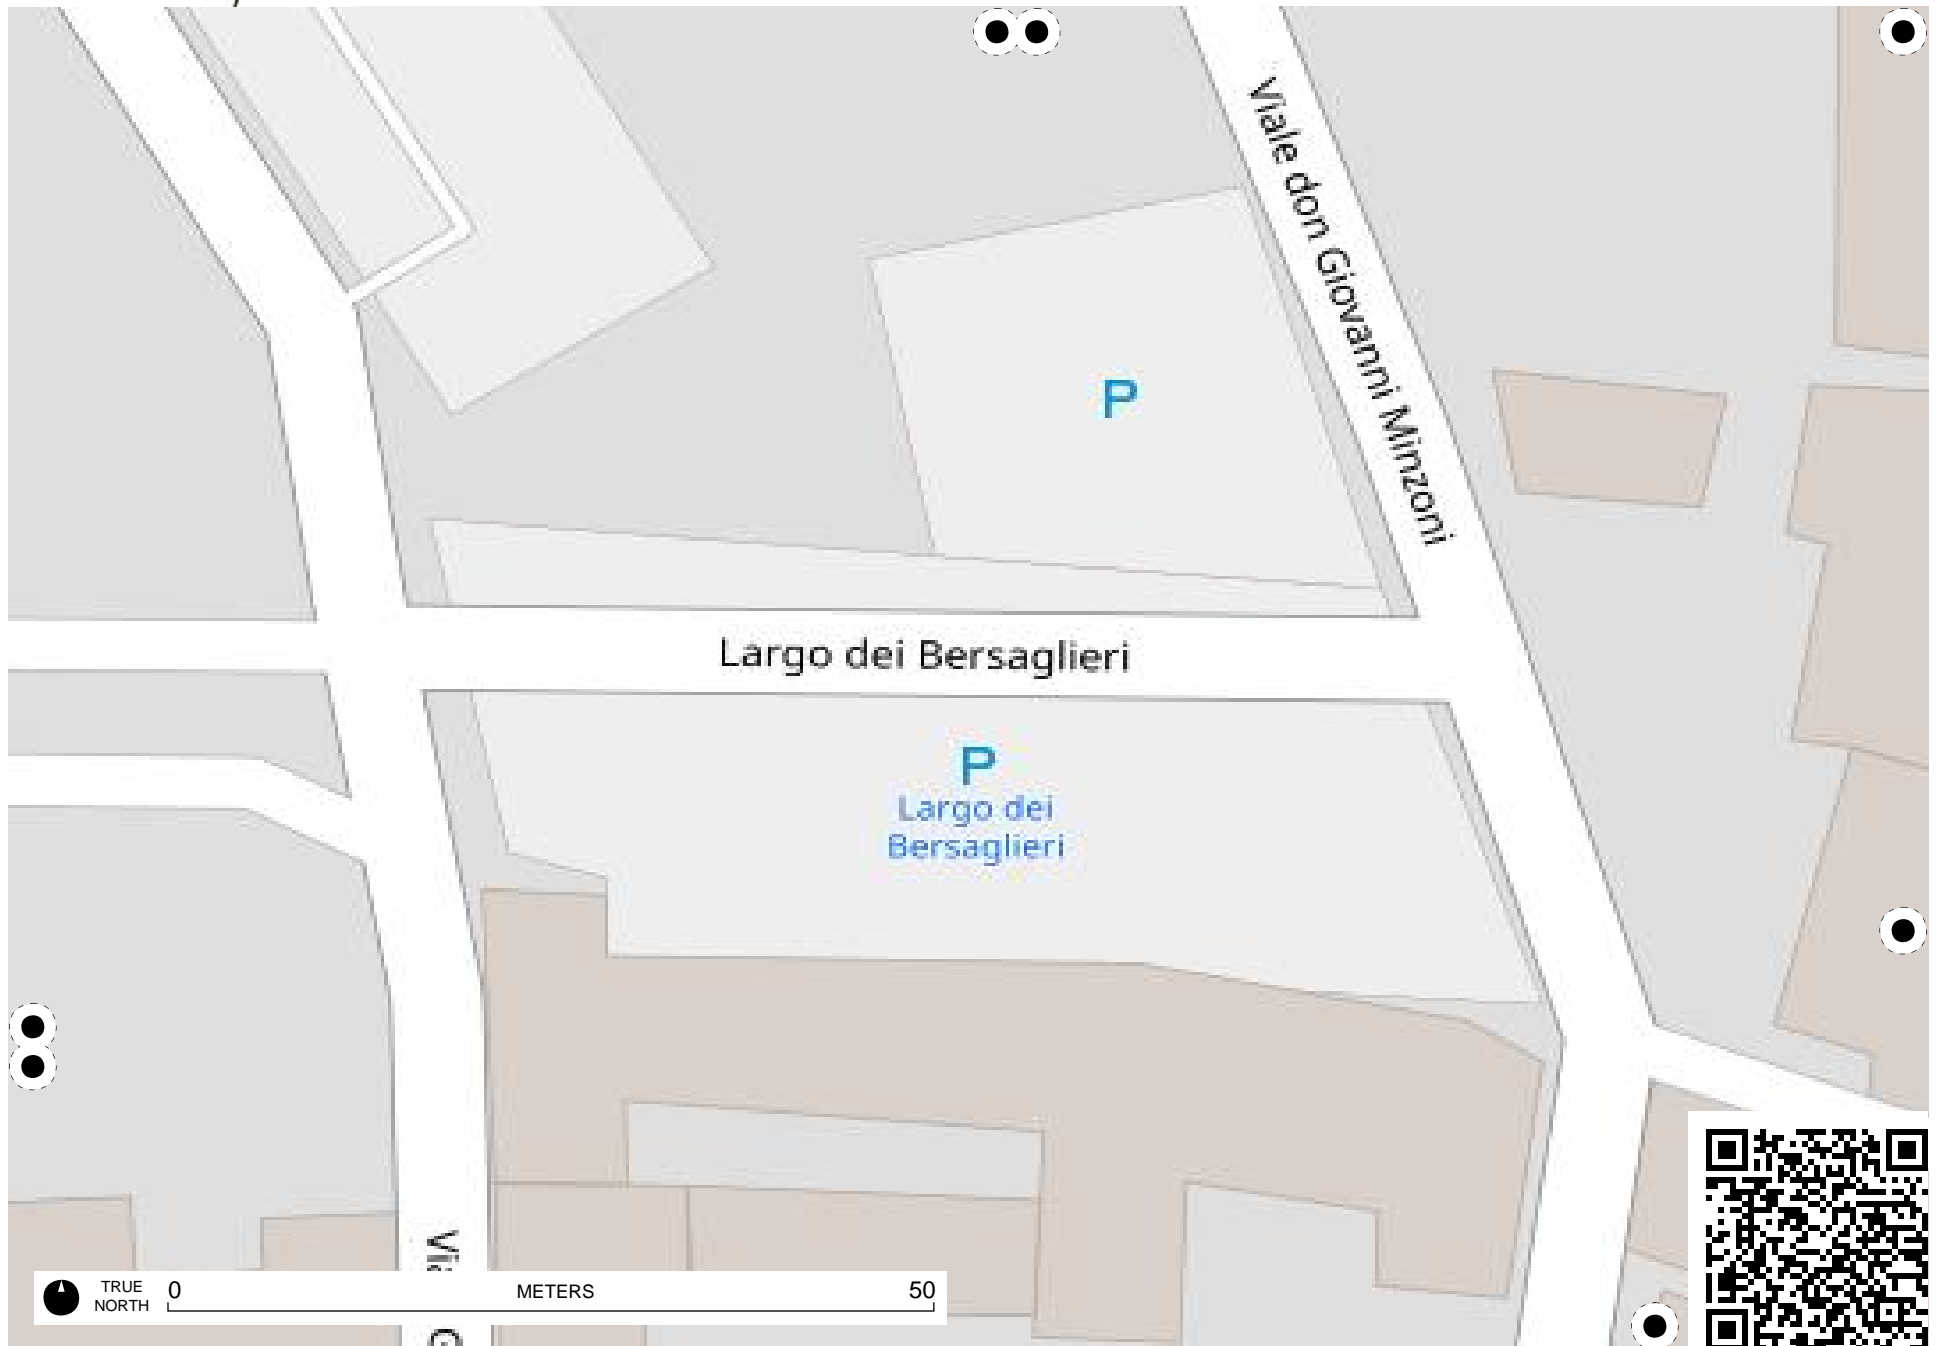 Viale don Giovanni Minzoni
P
Largo dei Bersaglieri
P
Largo dei
Bersaglieri
TRUE
NORTH
0
METERS
50